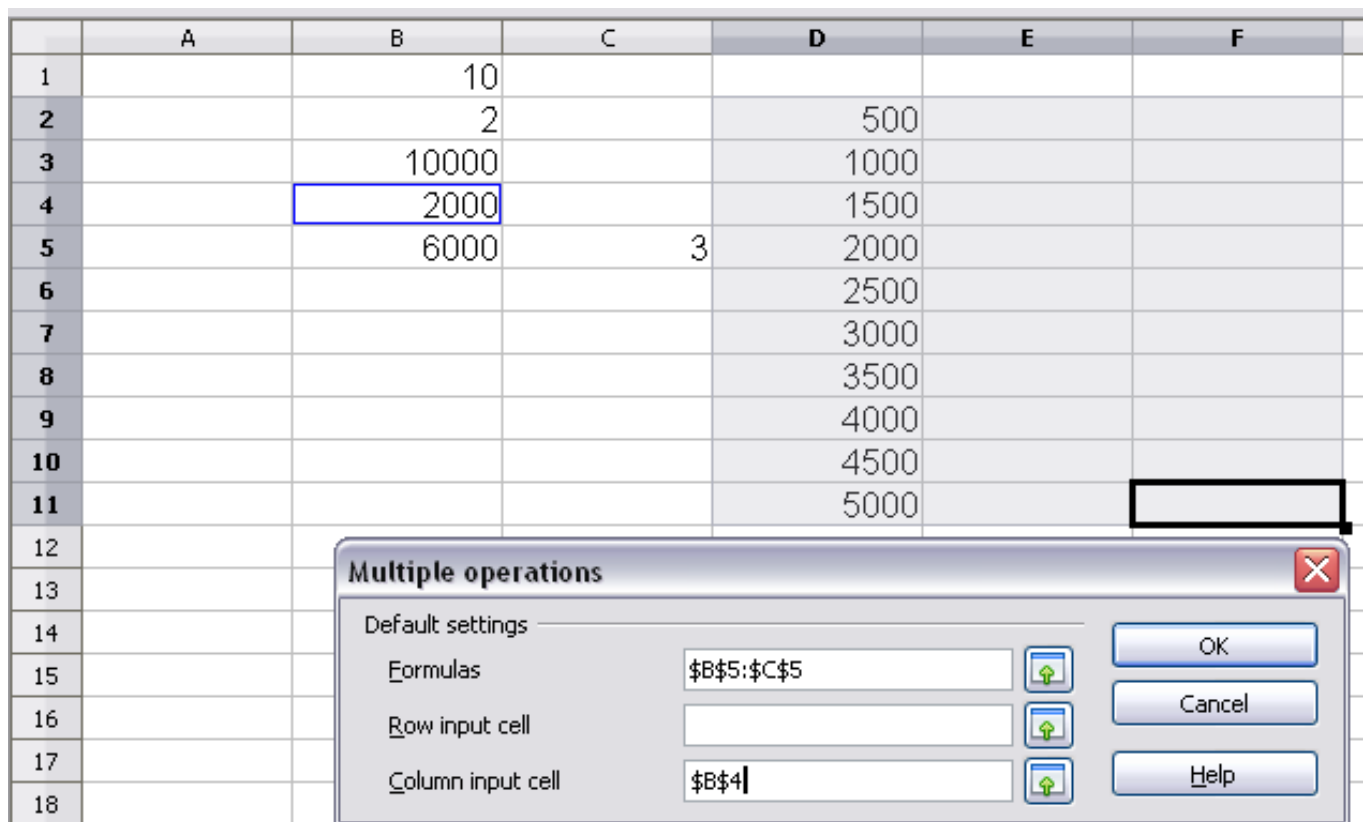 A B C D E F
1 10
2 2 500
3 10000 1000
4 2000 1500
5 6000 3 2000
6 2500
7 3000
8 3500
9 4000
10 4500
11 5000
12
13
14
15
16
17
18
Multiple operations
Default settings
Formulas $B$5:$C$5
Row input cell
Column input cell $B$4
OK
Cancel
Help